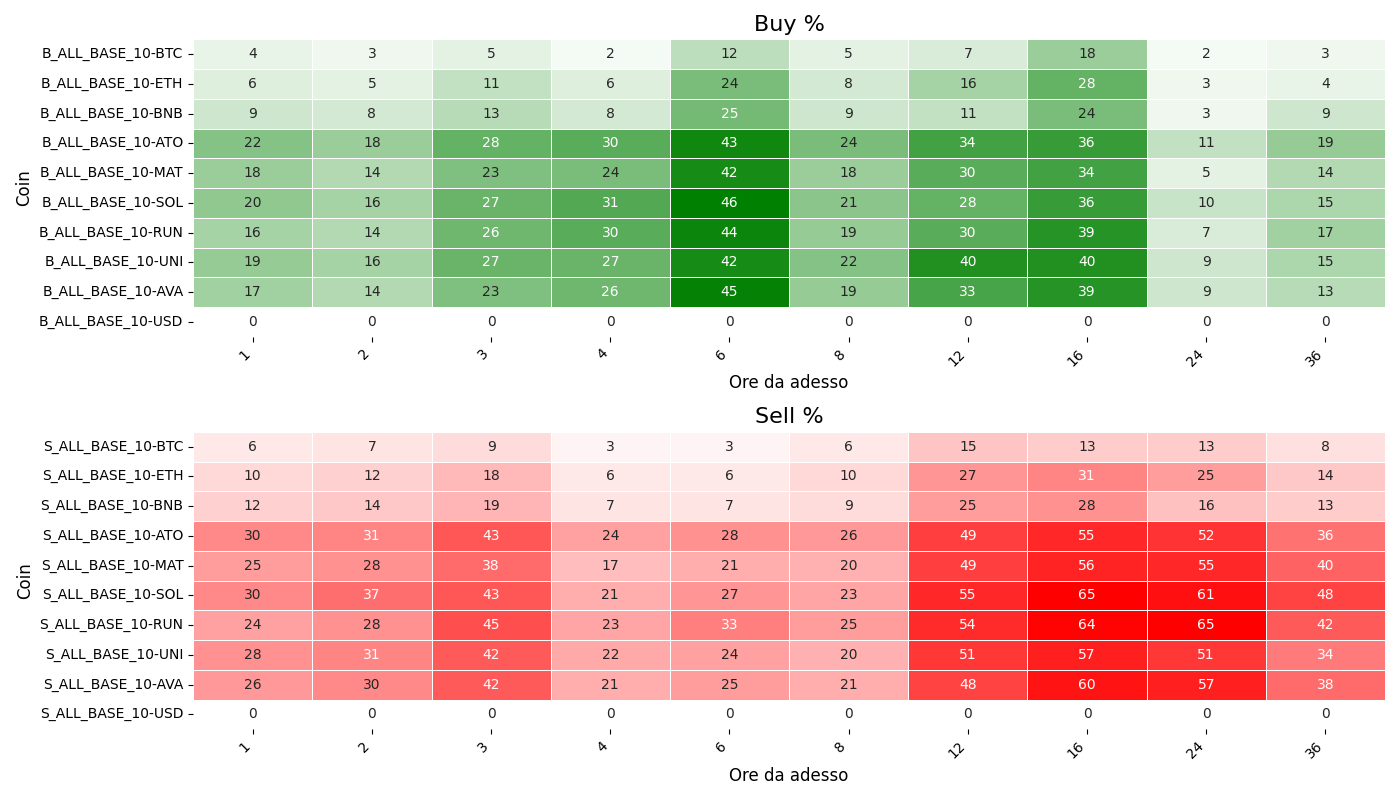 Buy %
Coin
B_ALL_BASE_10-BTC 4 3 5 2 12 5 7 18 2 3
B_ALL_BASE_10-ETH 6 5 11 6 24 8 16 28 3 4
B_ALL_BASE_10-BNB 9 8 13 8 25 9 11 24 3 9
B_ALL_BASE_10-ATO 22 18 28 30 43 24 34 36 11 19
B_ALL_BASE_10-MAT 18 14 23 24 42 18 30 34 5 14
B_ALL_BASE_10-SOL 20 16 27 31 46 21 28 36 10 15
B_ALL_BASE_10-RUN 16 14 26 30 44 19 30 39 7 17
B_ALL_BASE_10-UNI 19 16 27 27 42 22 40 40 9 15
B_ALL_BASE_10-AVA 17 14 23 26 45 19 33 39 9 13
B_ALL_BASE_10-USD 0 0 0 0 0 0 0 0 0 0
1 2 3 4 6 8 12 16 24 36
Ore da adesso
Sell %
Coin
S_ALL_BASE_10-BTC 6 7 9 3 3 6 15 13 13 8
S_ALL_BASE_10-ETH 10 12 18 6 6 10 27 31 25 14
S_ALL_BASE_10-BNB 12 14 19 7 7 9 25 28 16 13
S_ALL_BASE_10-ATO 30 31 43 24 28 26 49 55 52 36
S_ALL_BASE_10-MAT 25 28 38 17 21 20 49 56 55 40
S_ALL_BASE_10-SOL 30 37 43 21 27 23 55 65 61 48
S_ALL_BASE_10-RUN 24 28 45 23 33 25 54 64 65 42
S_ALL_BASE_10-UNI 28 31 42 22 24 20 51 57 51 34
S_ALL_BASE_10-AVA 26 30 42 21 25 21 48 60 57 38
S_ALL_BASE_10-USD 0 0 0 0 0 0 0 0 0 0
1 2 3 4 6 8 12 16 24 36
Ore da adesso